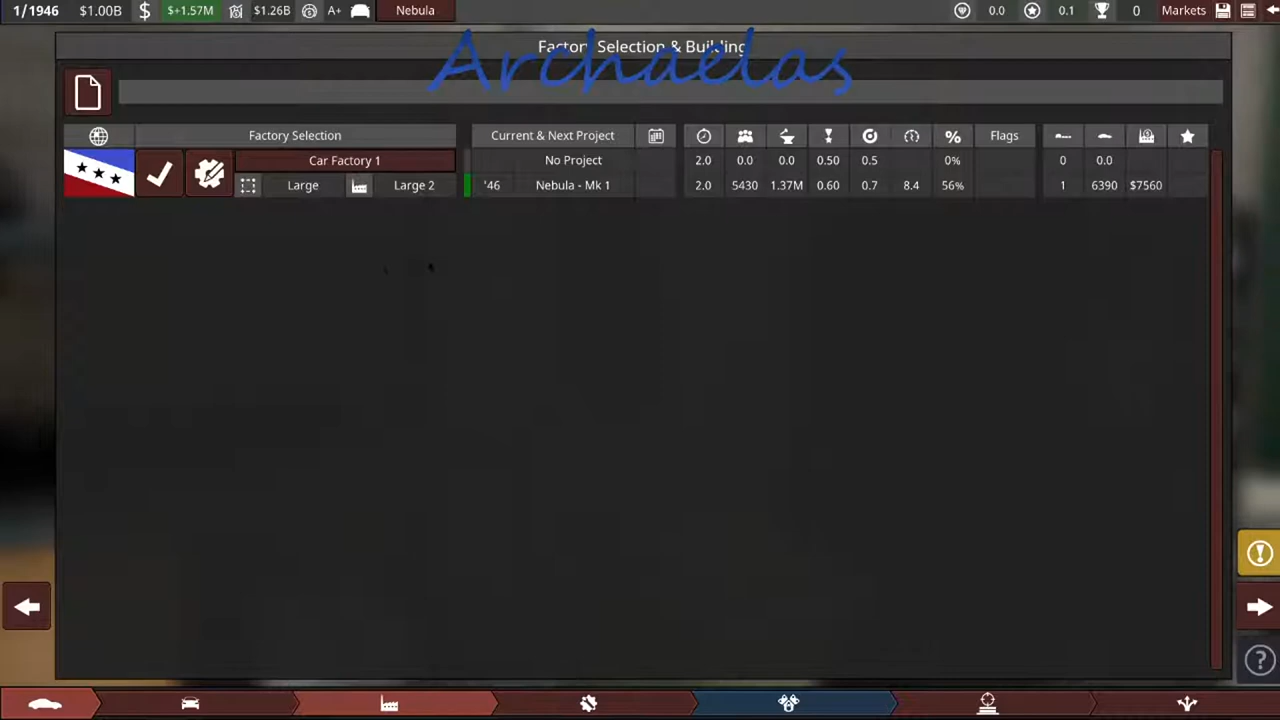 1/1946 $1.00B $ $+1.57M $1.26B A+ Nebula 0.0 0.1 0 Markets
Factory Selection & Building
Archaelas
Factory Selection Current & Next Project % Flags
Car Factory 1 No Project 2.0 0.0 0.0 0.50 0.5 0% 0 0.0
Large Large 2 '46 Nebula - Mk 1 2.0 5430 1.37M 0.60 0.7 8.4 56% 1 6390 $7560